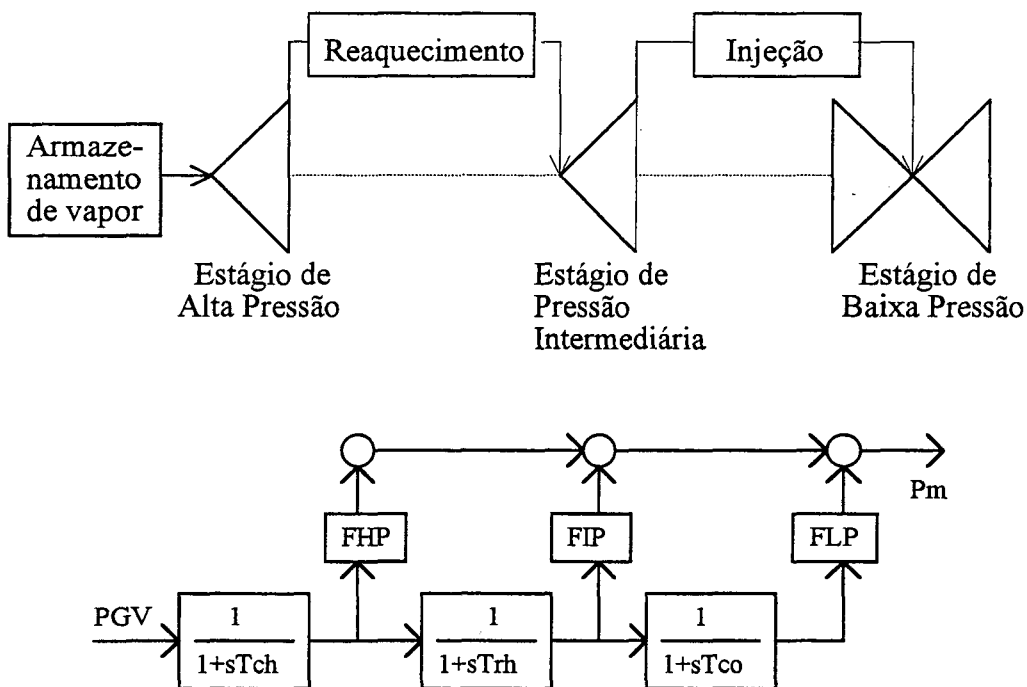 Reaquecimento
Injeção
Armaze-
namento
de vapor
Estágio de
Alta Pressão
Estágio de
Pressão
Intermediária
Estágio de
Baixa Pressão
Pm
FHP
FIP
FLP
PGV
1
1+sTch
1
1+sTrh
1
1+sTco